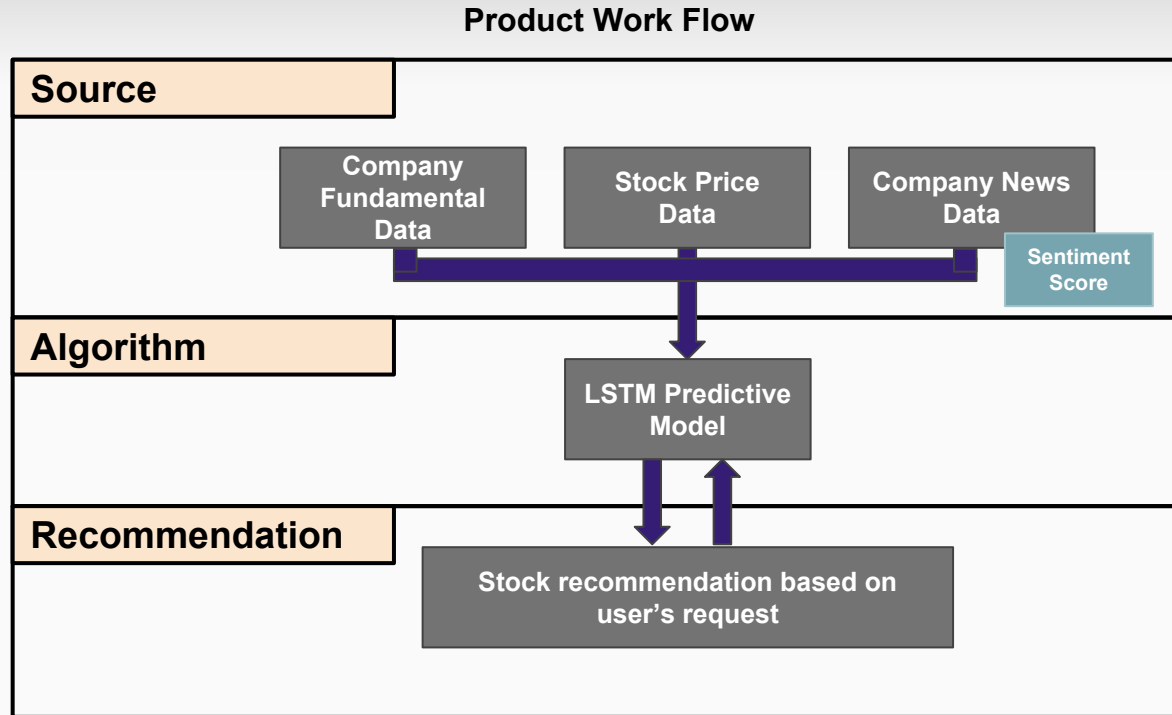 Product Work Flow
Source
Company
Fundamental
Data
Stock Price
Data
Company News
Data
Sentiment
Score
Algorithm
LSTM Predictive
Model
Recommendation
Stock recommendation based on
user’s request